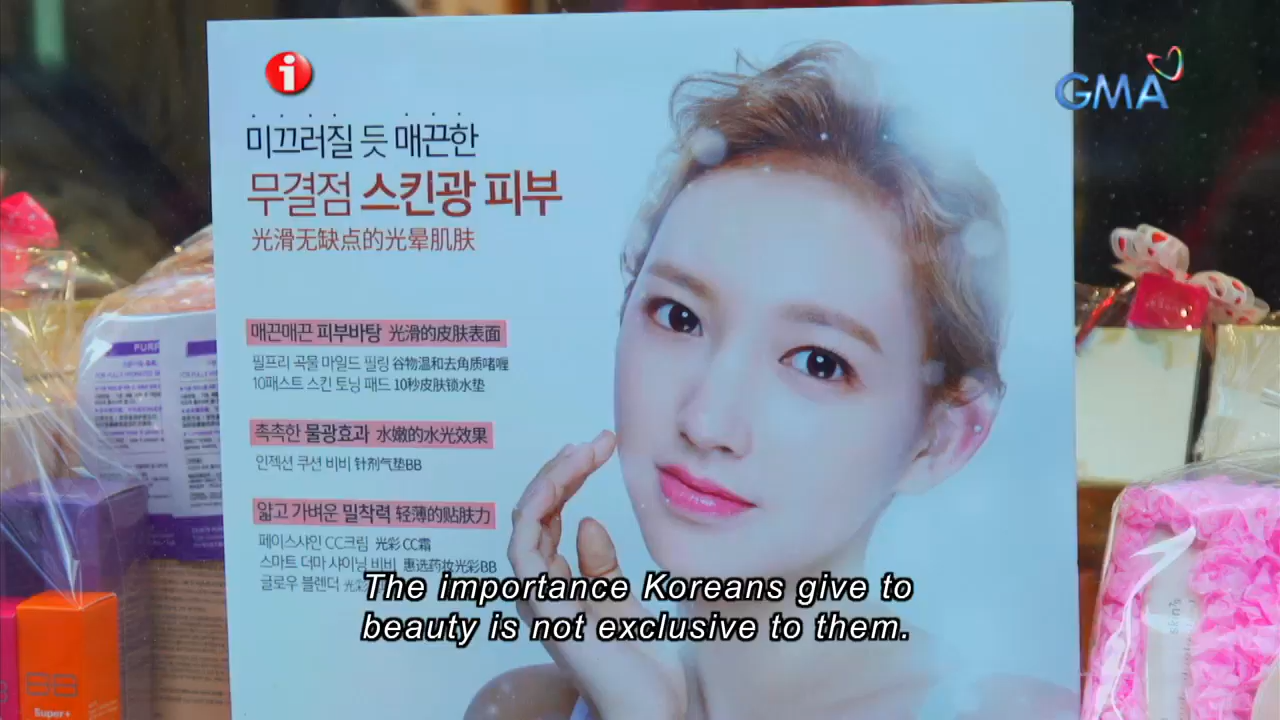 i
GMA
미끄러질 듯 매끈한
무결점 스킨광 피부
光滑无缺点的光晕肌肤
매끈매끈 피부바탕 光滑的皮肤表面
필프리 곡물 마일드 필링 谷物温和去角质啫喱
10패스트 스킨 토닝 패드 10秒皮肤锁水垫
촉촉한 물광효과 水嫩的水光效果
인젝션 쿠션 비비 针剂气垫BB
얇고 가벼운 밀착력 轻薄的贴肤力
페이스샤인 CC크림 光彩 CC霜
스마트 더마 샤이닝 비비 惠选药妆光彩BB
글로우 블렌더 光彩
The importance Koreans give to
beauty is not exclusive to them.
BB
Super+